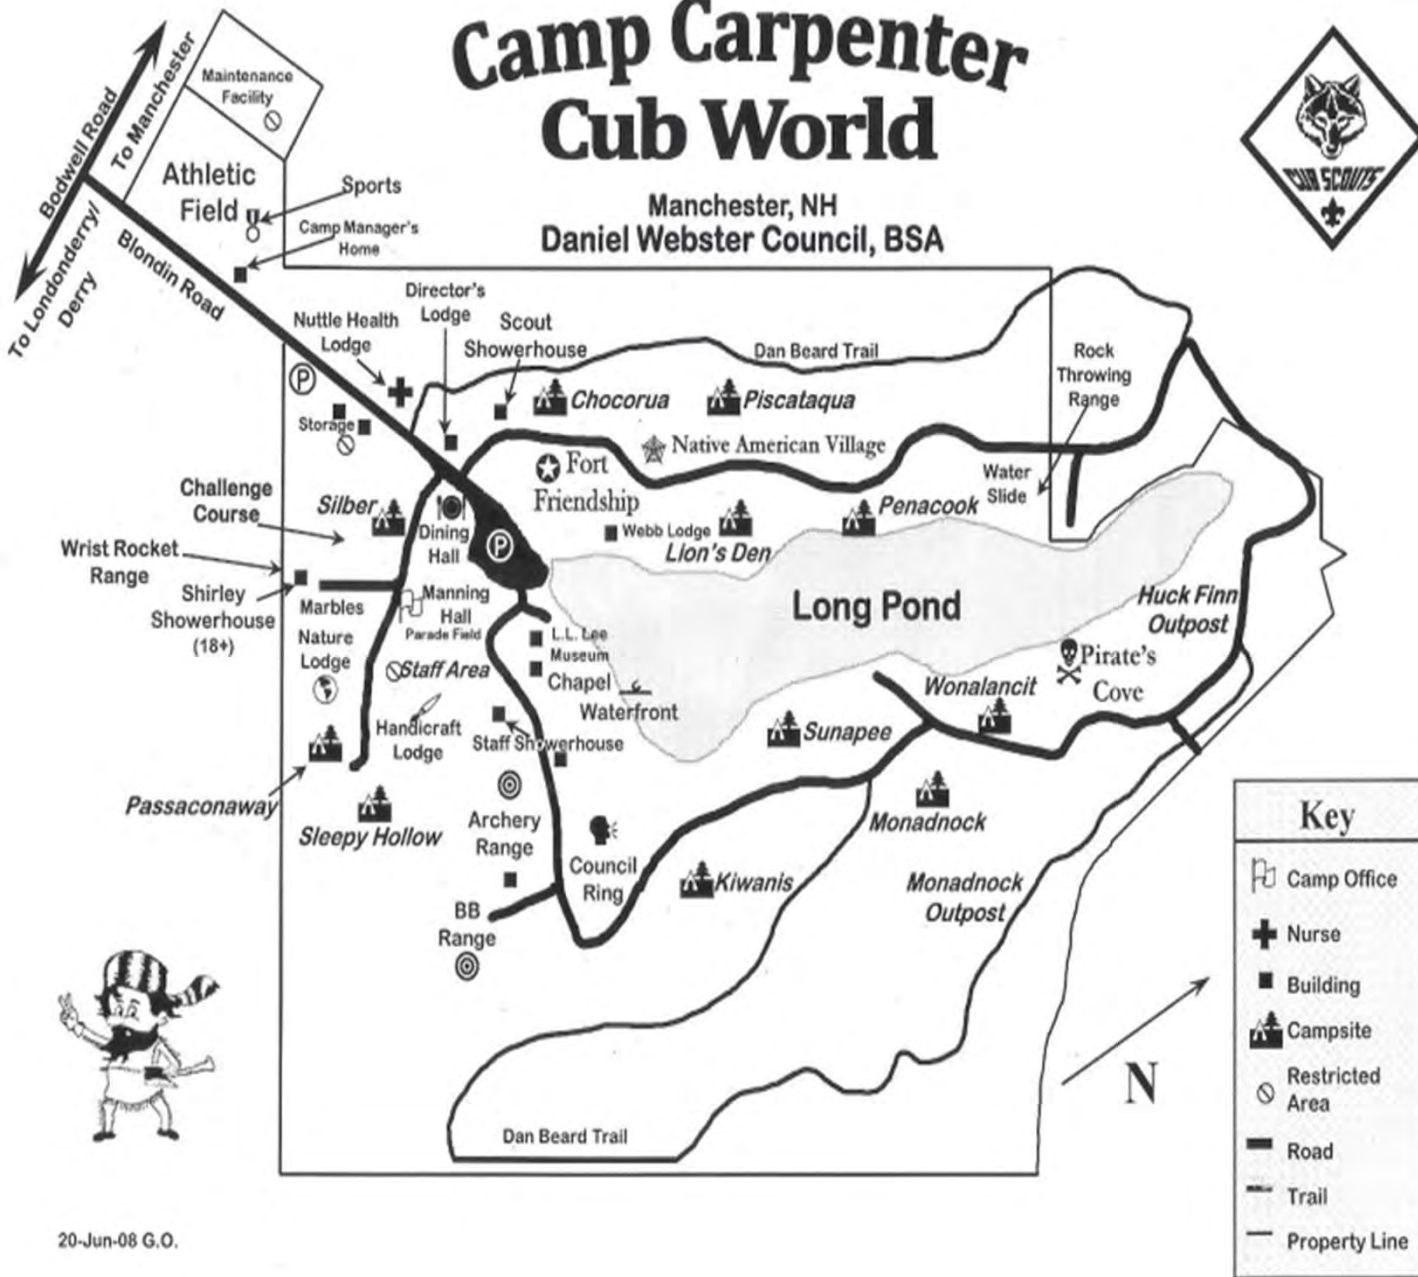 Camp Carpenter
Cub World
Manchester, NH
Daniel Webster Council, BSA
CUB SCOUTS
Bodwell Road
To Manchester
To Londonderry/
Derry
Maintenance
Facility
Athletic
Field
Sports
Camp Manager's
Home
Blondin Road
Director's
Lodge
Nuttle Health
Lodge
Scout
Showerhouse
Dan Beard Trail
Rock
Throwing
Range
P
Storage
Chocorua
Piscataqua
Native American Village
Fort
Friendship
Water
Slide
Challenge
Course
Silber
Dining
Hall
P
Webb Lodge
Lion's Den
Penacook
Wrist Rocket
Range
Shirley
Showerhouse
(18+)
Marbles
Manning
Hall
Parade Field
Long Pond
Huck Finn
Outpost
Nature
Lodge
Staff Area
L.L. Lee
Museum
Chapel
Waterfront
Pirate's
Cove
Wonalancit
Handicraft
Lodge
Staff Showerhouse
Sunapee
Passaconaway
Sleepy Hollow
Archery
Range
Council
Ring
Monadnock
Kiwanis
Monadnock
Outpost
BB
Range
N
Dan Beard Trail
Key
Camp Office
Nurse
Building
Campsite
Restricted
Area
Road
Trail
Property Line
20-Jun-08 G.O.